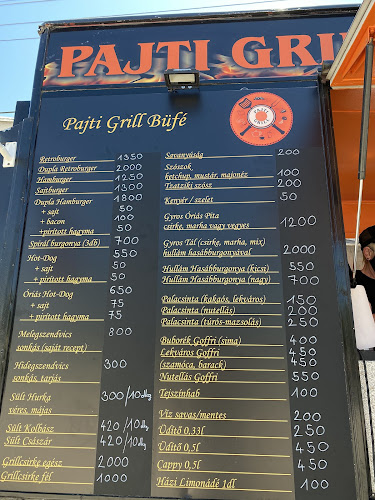 PAJTI GRI
Pajti Grill Büfé
PAJTI
GRILL
Retroburger 1350
Dupla Retroburger 2000
Hamburger 1250
Sajtburger 1300
Dupla Hamburger 1800
+ sajt 50
+ bacon 100
+pirított hagyma 50
Spirál burgonya (3db) 700
Hot-Dog 550
+ sajt 50
+ pirított hagyma 50
Óriás Hot-Dog 650
+ sajt 75
+ pirított hagyma 75
Melegszendvics 800
sonkás (saját recept)
Hidegszendvics 300
sonkás, tarjás
Sült Hurka 300/10dkg
véres, májas
Sült Kolbász 420/10dkg
Sült Császár 420/10dkg
Grillcsirke egész 2000
Grillcsirke fél 1000
Savanyúság 200
Szószok
ketchup, mustár, majonéz 100
Tzatziki szósz 200
Kenyér / szelet 50
Gyros Óriás Pita
csirke, marha vagy vegyes 1200
Gyros Tál (csirke, marha, mix)
hullám hasábburgonyával 2000
Hullám Hasábburgonya (kicsi) 550
Hullám Hasábburgonya (nagy) 700
Palacsinta (kakaós, lekváros) 150
Palacsinta (nutellás) 200
Palacsinta (túrós-mazsolás) 250
Buborék Goffri (sima) 400
Lekváros Goffri 450
(szamóca, barack) 450
Nutellás Goffri 550
Tejszínhab 100
Víz savas/mentes 200
Üdítő 0,33l 250
Üdítő 0,5l 450
Cappy 0,5l 450
Házi Limonádé 1dl 100